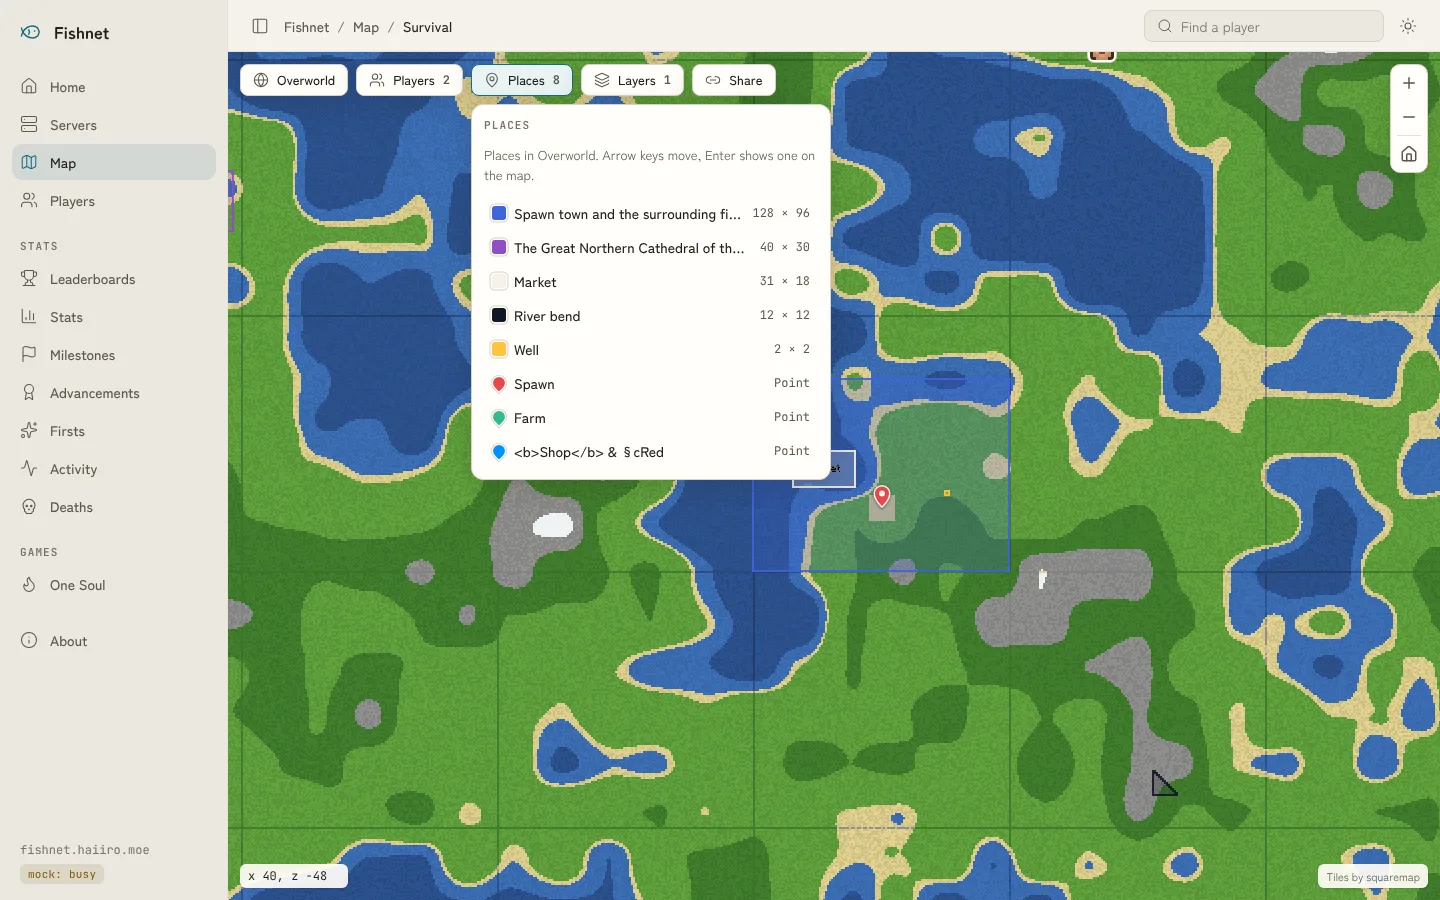 Fishnet
Home
Servers
Map
Players
STATS
Leaderboards
Stats
Milestones
Advancements
Firsts
Activity
Deaths
GAMES
One Soul
About
fishnet.haiiro.moe
mock: busy
Fishnet / Map / Survival
Find a player
Overworld
Players 2
Places 8
Layers 1
Share
PLACES
Places in Overworld. Arrow keys move, Enter shows one on
the map.
Spawn town and the surrounding fi... 128 × 96
The Great Northern Cathedral of th... 40 × 30
Market 31 × 18
River bend 12 × 12
Well 2 × 2
Spawn Point
Farm Point
<b>Shop</b> & §cRed Point
x 40, z -48
Tiles by squaremap